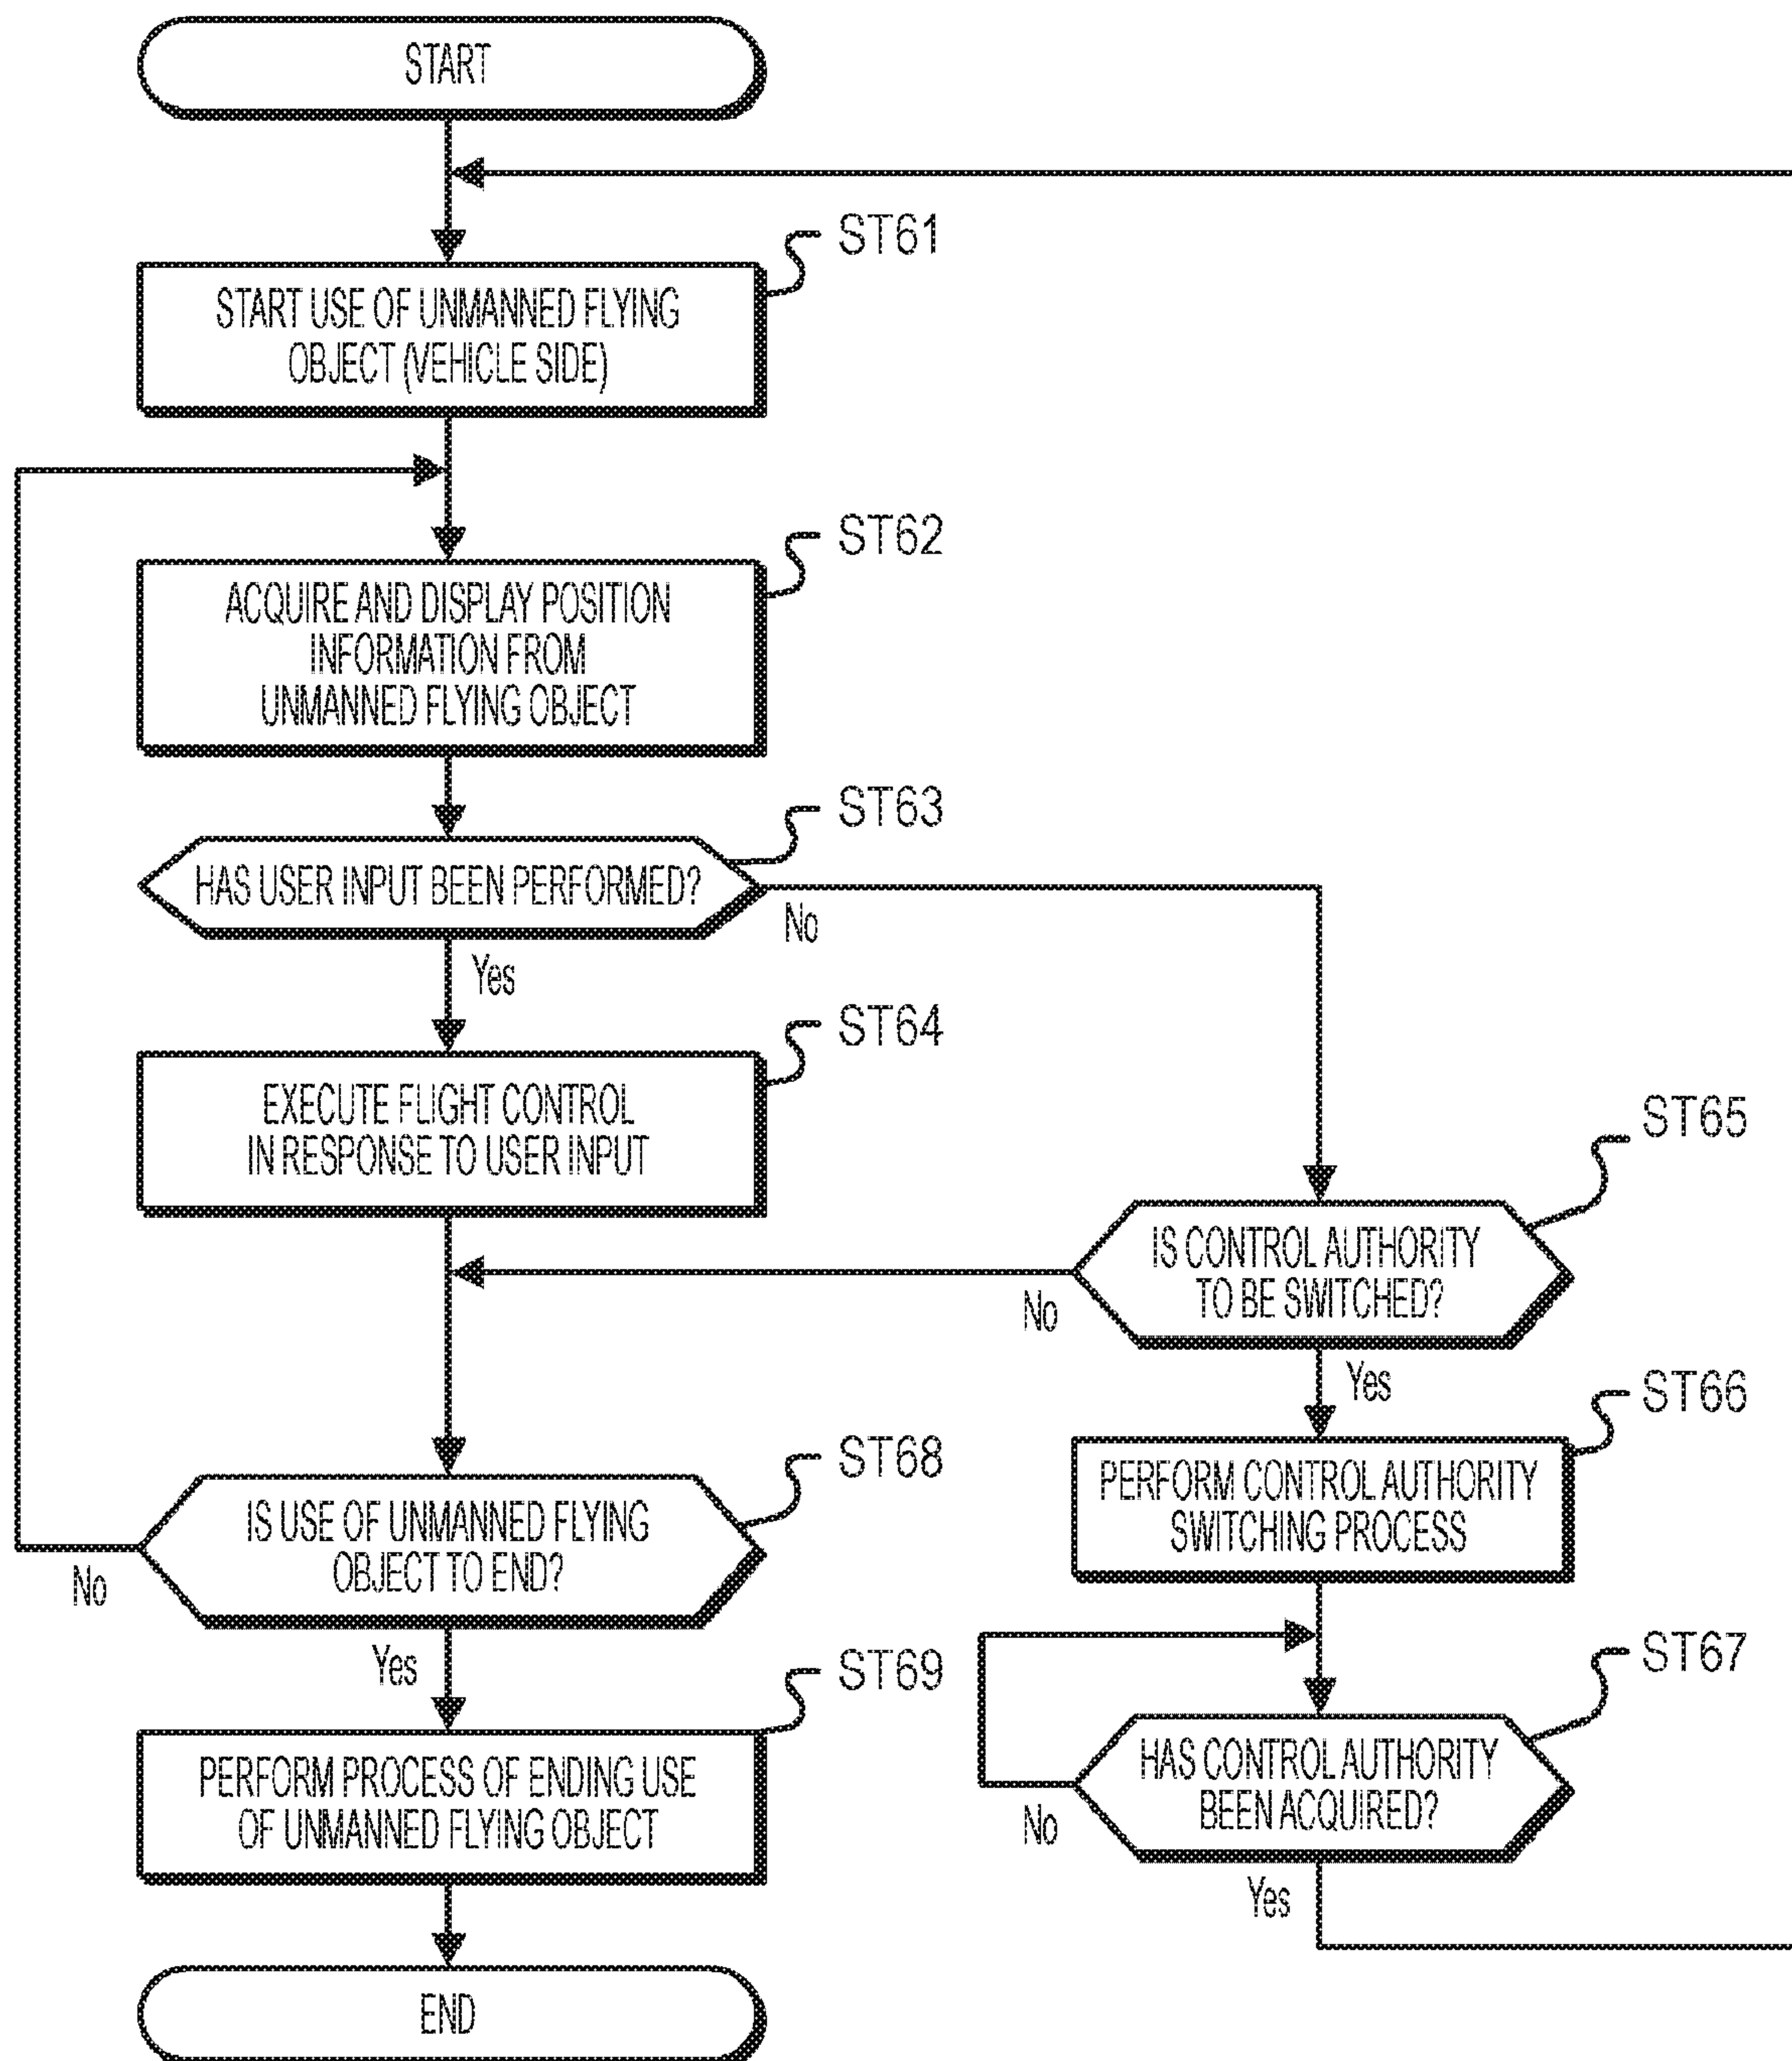 START
ST61
START USE OF UNMANNED FLYING
OBJECT (VEHICLE SIDE)
ST62
ACQUIRE AND DISPLAY POSITION
INFORMATION FROM
UNMANNED FLYING OBJECT
ST63
HAS USER INPUT BEEN PERFORMED?
No
Yes
ST64
EXECUTE FLIGHT CONTROL
IN RESPONSE TO USER INPUT
ST65
IS CONTROL AUTHORITY
TO BE SWITCHED?
No
Yes
ST66
PERFORM CONTROL AUTHORITY
SWITCHING PROCESS
ST68
IS USE OF UNMANNED FLYING
OBJECT TO END?
No
Yes
ST67
HAS CONTROL AUTHORITY
BEEN ACQUIRED?
No
Yes
ST69
PERFORM PROCESS OF ENDING USE
OF UNMANNED FLYING OBJECT
END